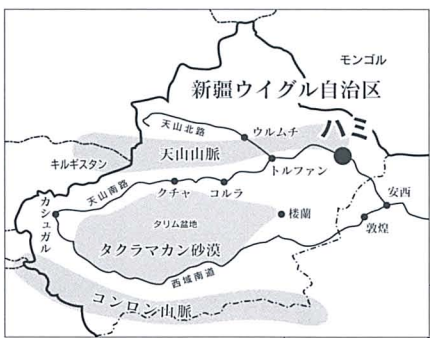 モンゴル
新疆ウイグル自治区
ハミ
天山北路
ウルムチ
天山山脈
キルギスタン
トルファン
天山南路
クチャ
コルラ
安西
カシュガル
タリム盆地
楼蘭
敦煌
タクラマカン砂漠
西域南道
コンロン山脈